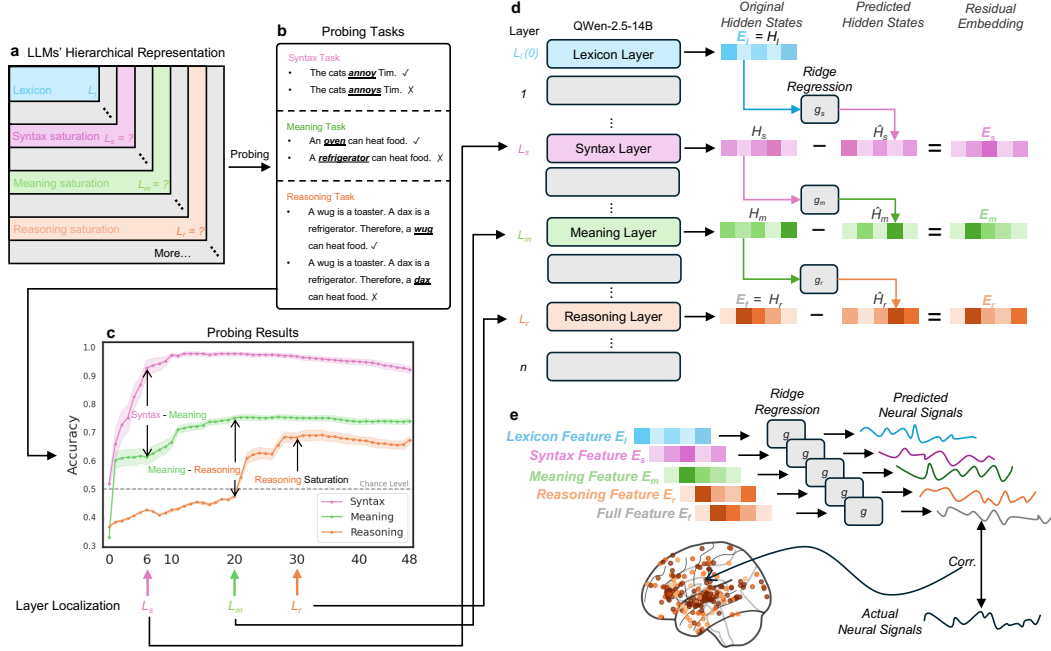 a LLMs' Hierarchical Representation
Lexicon L_l
Syntax saturation L_s = ?
Meaning saturation L_m = ?
Reasoning saturation L_r = ?
More...
Probing
b Probing Tasks
Syntax Task
• The cats annoy Tim. ✓
• The cats annoys Tim. ✗
Meaning Task
• An oven can heat food. ✓
• A refrigerator can heat food. ✗
Reasoning Task
• A wug is a toaster. A dax is a
refrigerator. Therefore, a wug
can heat food. ✓
• A wug is a toaster. A dax is a
refrigerator. Therefore, a dax
can heat food. ✗
c Probing Results
Accuracy
1.0
0.9
0.8
0.7
0.6
0.5
0.4
0.3
Syntax - Meaning
Meaning - Reasoning
Reasoning Saturation
Chance Level
Syntax
Meaning
Reasoning
0 6 10 20 30 48
Layer Localization L_s L_m L_r
d
Layer QWen-2.5-14B
Original
Hidden States
Predicted
Hidden States
Residual
Embedding
L_l (0) Lexicon Layer E_l = H_l
1
Ridge
Regression
g_s
L_s Syntax Layer H_s − Ĥ_s = E_s
g_m
L_m Meaning Layer H_m − Ĥ_m = E_m
g_r
L_r Reasoning Layer E_f = H_r − Ĥ_r = E_r
n
e
Ridge
Regression
Predicted
Neural Signals
Lexicon Feature E_l g
Syntax Feature E_s g
Meaning Feature E_m g
Reasoning Feature E_r g
Full Feature E_f g
Corr.
Actual
Neural Signals